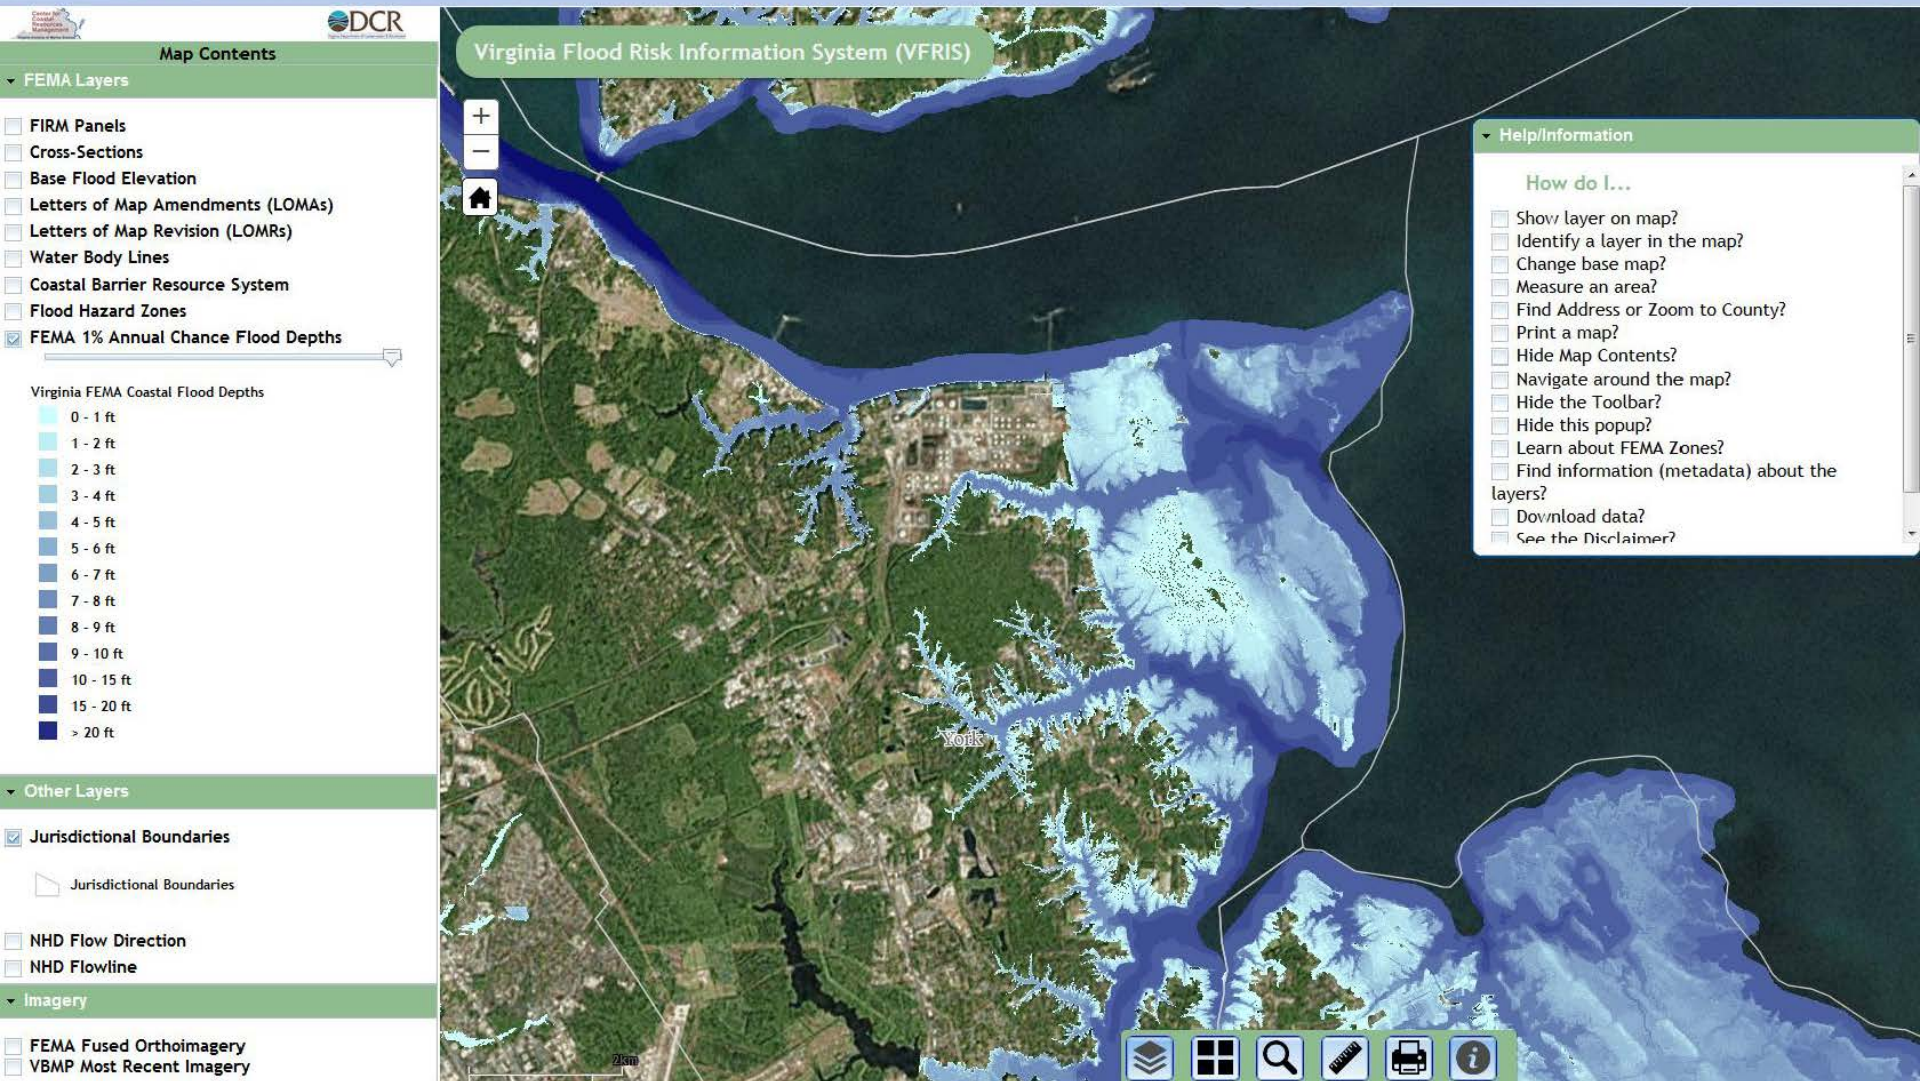 Center for
Coastal
Resources
Management
DCR
Map Contents
FEMA Layers
FIRM Panels
Cross-Sections
Base Flood Elevation
Letters of Map Amendments (LOMAs)
Letters of Map Revision (LOMRs)
Water Body Lines
Coastal Barrier Resource System
Flood Hazard Zones
FEMA 1% Annual Chance Flood Depths
Virginia FEMA Coastal Flood Depths
0 - 1 ft
1 - 2 ft
2 - 3 ft
3 - 4 ft
4 - 5 ft
5 - 6 ft
6 - 7 ft
7 - 8 ft
8 - 9 ft
9 - 10 ft
10 - 15 ft
15 - 20 ft
> 20 ft
Other Layers
Jurisdictional Boundaries
Jurisdictional Boundaries
NHD Flow Direction
NHD Flowline
Imagery
FEMA Fused Orthoimagery
VBMP Most Recent Imagery
Virginia Flood Risk Information System (VFRIS)
+
−
York
2km
Help/Information
How do I...
Show layer on map?
Identify a layer in the map?
Change base map?
Measure an area?
Find Address or Zoom to County?
Print a map?
Hide Map Contents?
Navigate around the map?
Hide the Toolbar?
Hide this popup?
Learn about FEMA Zones?
Find information (metadata) about the
layers?
Download data?
See the Disclaimer?